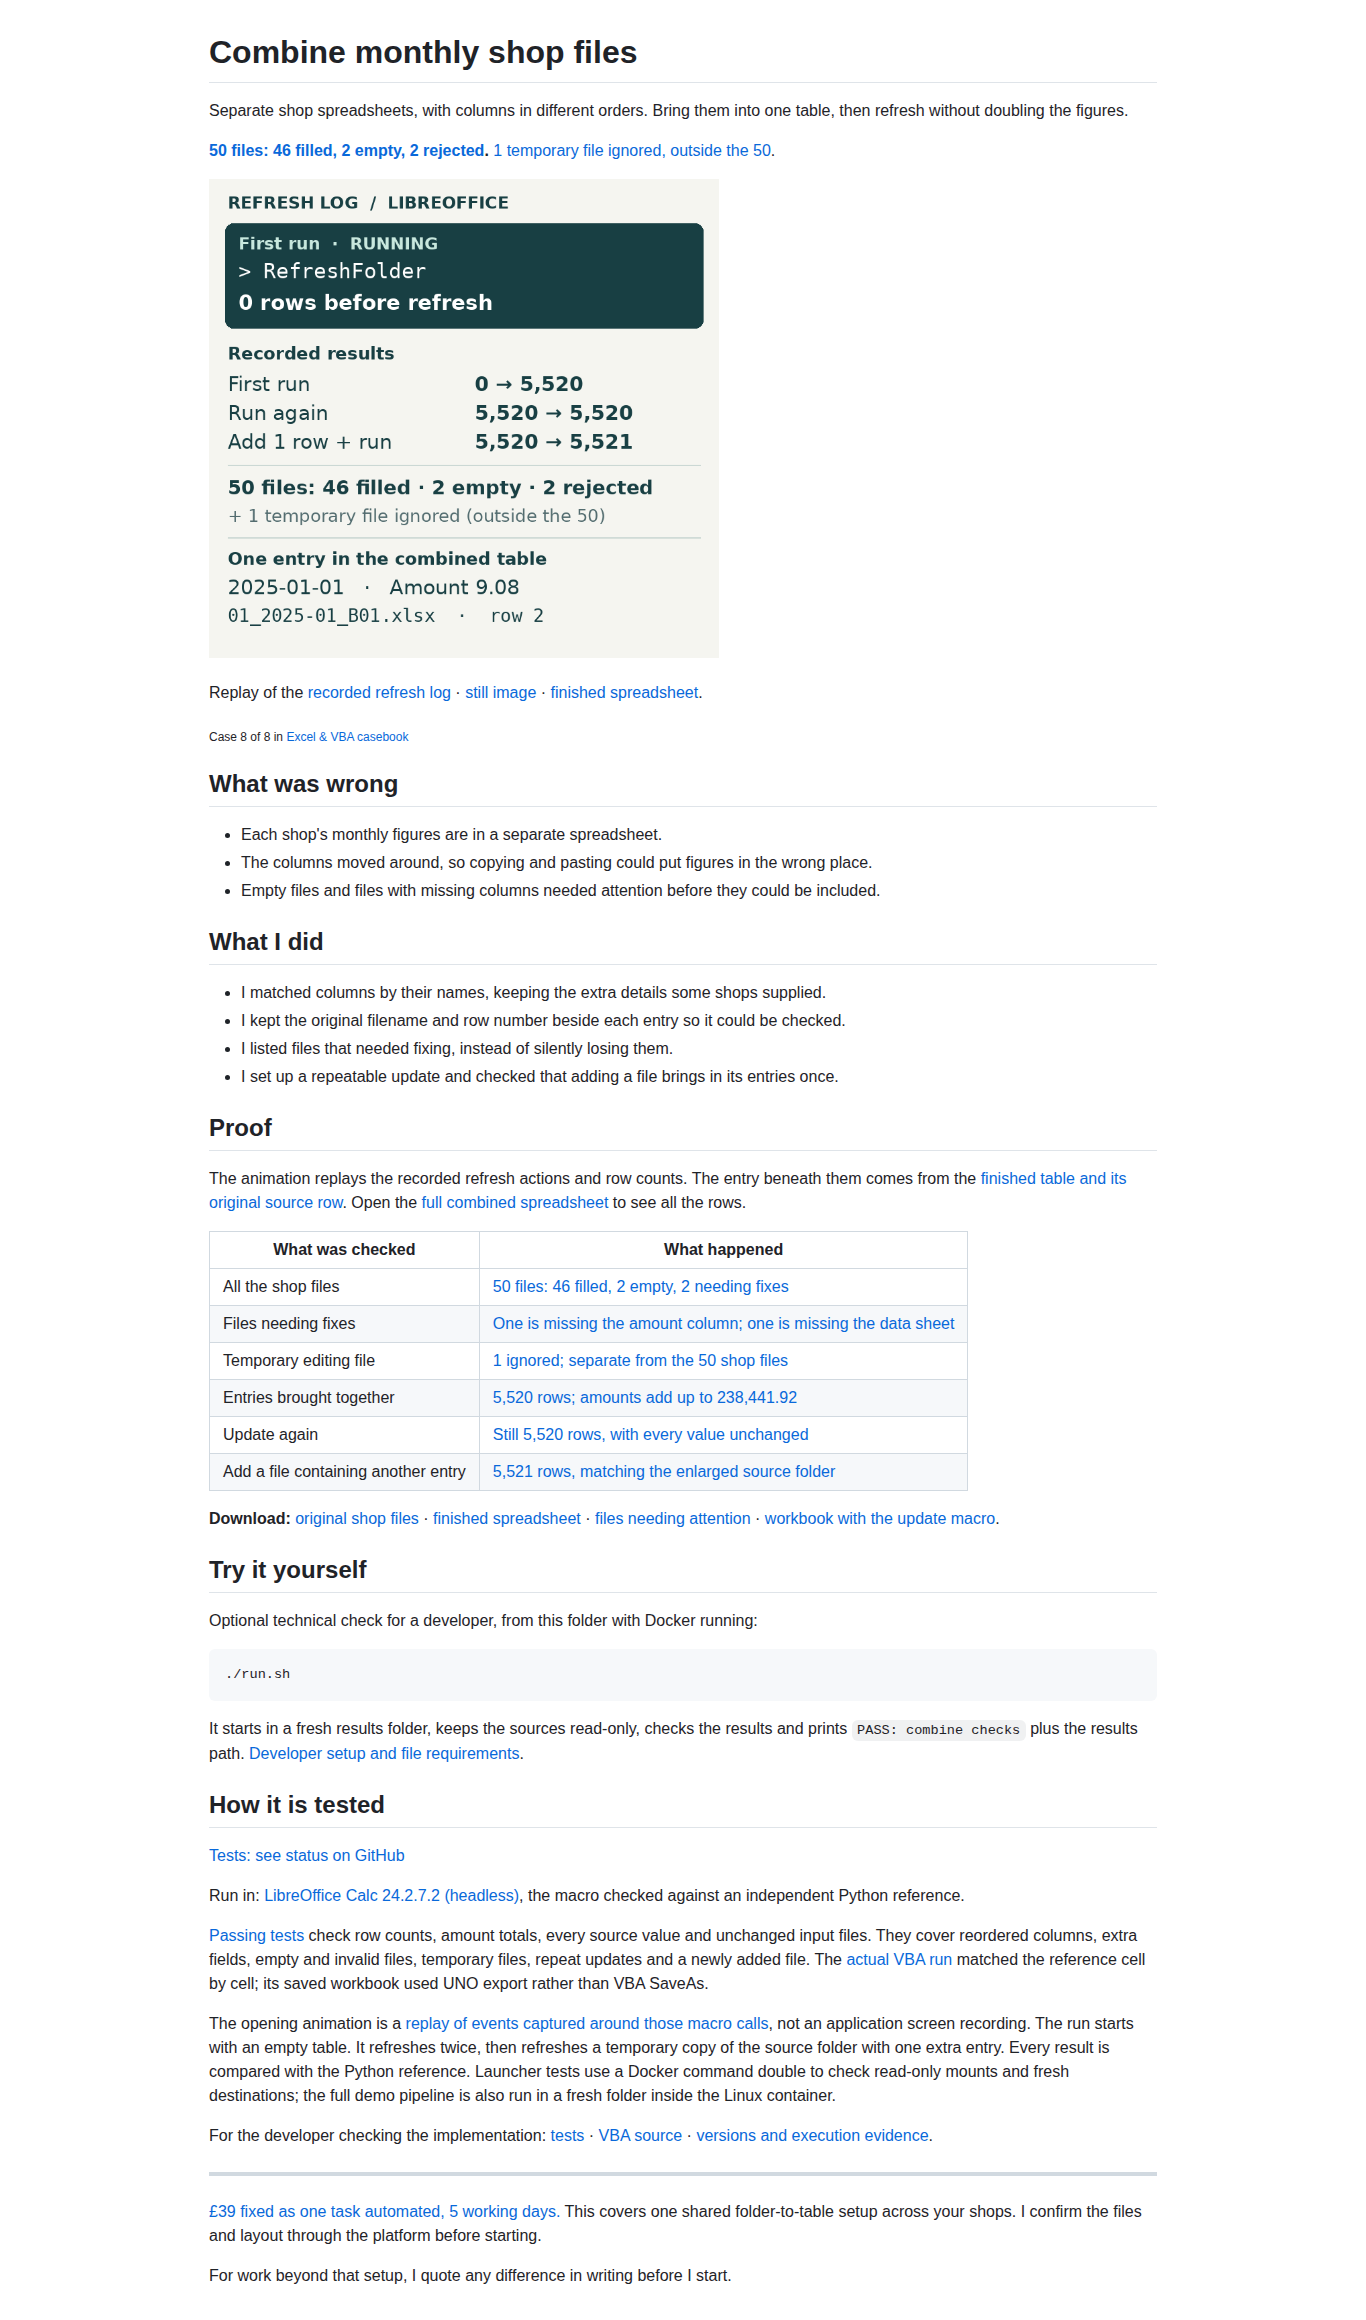 Combine monthly shop files
Separate shop spreadsheets, with columns in different orders. Bring them into one table, then refresh without doubling the figures.
50 files: 46 filled, 2 empty, 2 rejected. 1 temporary file ignored, outside the 50.
REFRESH LOG / LIBREOFFICE
First run · RUNNING
> RefreshFolder
0 rows before refresh
Recorded results
First run 0 → 5,520
Run again 5,520 → 5,520
Add 1 row + run 5,520 → 5,521
50 files: 46 filled · 2 empty · 2 rejected
+ 1 temporary file ignored (outside the 50)
One entry in the combined table
2025-01-01 · Amount 9.08
01_2025-01_B01.xlsx · row 2
Replay of the recorded refresh log · still image · finished spreadsheet.
Case 8 of 8 in Excel & VBA casebook
What was wrong
• Each shop's monthly figures are in a separate spreadsheet.
• The columns moved around, so copying and pasting could put figures in the wrong place.
• Empty files and files with missing columns needed attention before they could be included.
What I did
• I matched columns by their names, keeping the extra details some shops supplied.
• I kept the original filename and row number beside each entry so it could be checked.
• I listed files that needed fixing, instead of silently losing them.
• I set up a repeatable update and checked that adding a file brings in its entries once.
Proof
The animation replays the recorded refresh actions and row counts. The entry beneath them comes from the finished table and its
original source row. Open the full combined spreadsheet to see all the rows.
What was checked What happened
All the shop files 50 files: 46 filled, 2 empty, 2 needing fixes
Files needing fixes One is missing the amount column; one is missing the data sheet
Temporary editing file 1 ignored; separate from the 50 shop files
Entries brought together 5,520 rows; amounts add up to 238,441.92
Update again Still 5,520 rows, with every value unchanged
Add a file containing another entry 5,521 rows, matching the enlarged source folder
Download: original shop files · finished spreadsheet · files needing attention · workbook with the update macro.
Try it yourself
Optional technical check for a developer, from this folder with Docker running:
./run.sh
It starts in a fresh results folder, keeps the sources read-only, checks the results and prints PASS: combine checks plus the results
path. Developer setup and file requirements.
How it is tested
Tests: see status on GitHub
Run in: LibreOffice Calc 24.2.7.2 (headless), the macro checked against an independent Python reference.
Passing tests check row counts, amount totals, every source value and unchanged input files. They cover reordered columns, extra
fields, empty and invalid files, temporary files, repeat updates and a newly added file. The actual VBA run matched the reference cell
by cell; its saved workbook used UNO export rather than VBA SaveAs.
The opening animation is a replay of events captured around those macro calls, not an application screen recording. The run starts
with an empty table. It refreshes twice, then refreshes a temporary copy of the source folder with one extra entry. Every result is
compared with the Python reference. Launcher tests use a Docker command double to check read-only mounts and fresh
destinations; the full demo pipeline is also run in a fresh folder inside the Linux container.
For the developer checking the implementation: tests · VBA source · versions and execution evidence.
£39 fixed as one task automated, 5 working days. This covers one shared folder-to-table setup across your shops. I confirm the files
and layout through the platform before starting.
For work beyond that setup, I quote any difference in writing before I start.